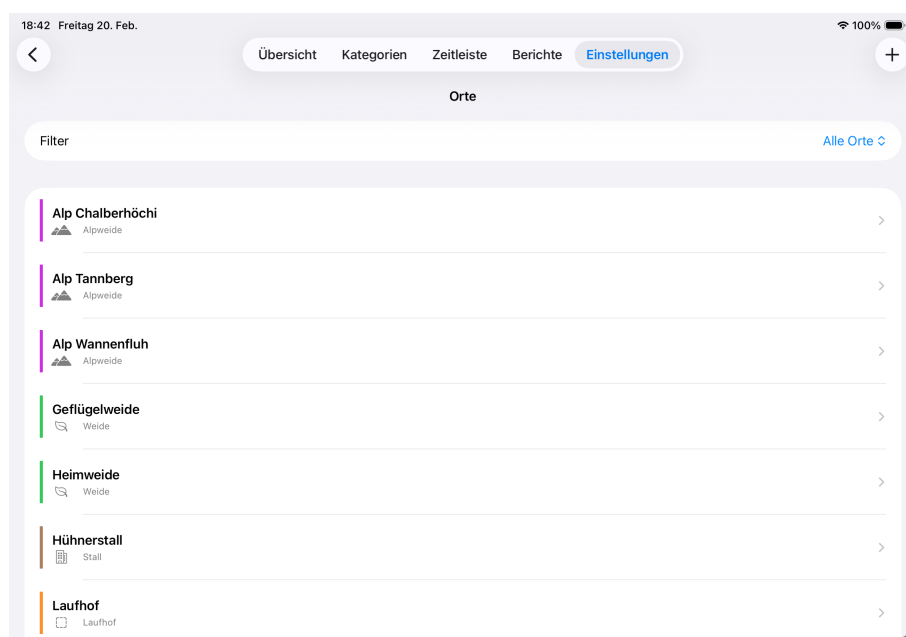 18:42 Freitag 20. Feb. 100%
Übersicht Kategorien Zeitleiste Berichte Einstellungen
Orte
Filter Alle Orte
Alp Chalberhöchi
Alpweide
Alp Tannberg
Alpweide
Alp Wannenfluh
Alpweide
Geflügelweide
Weide
Heimweide
Weide
Hühnerstall
Stall
Laufhof
Laufhof